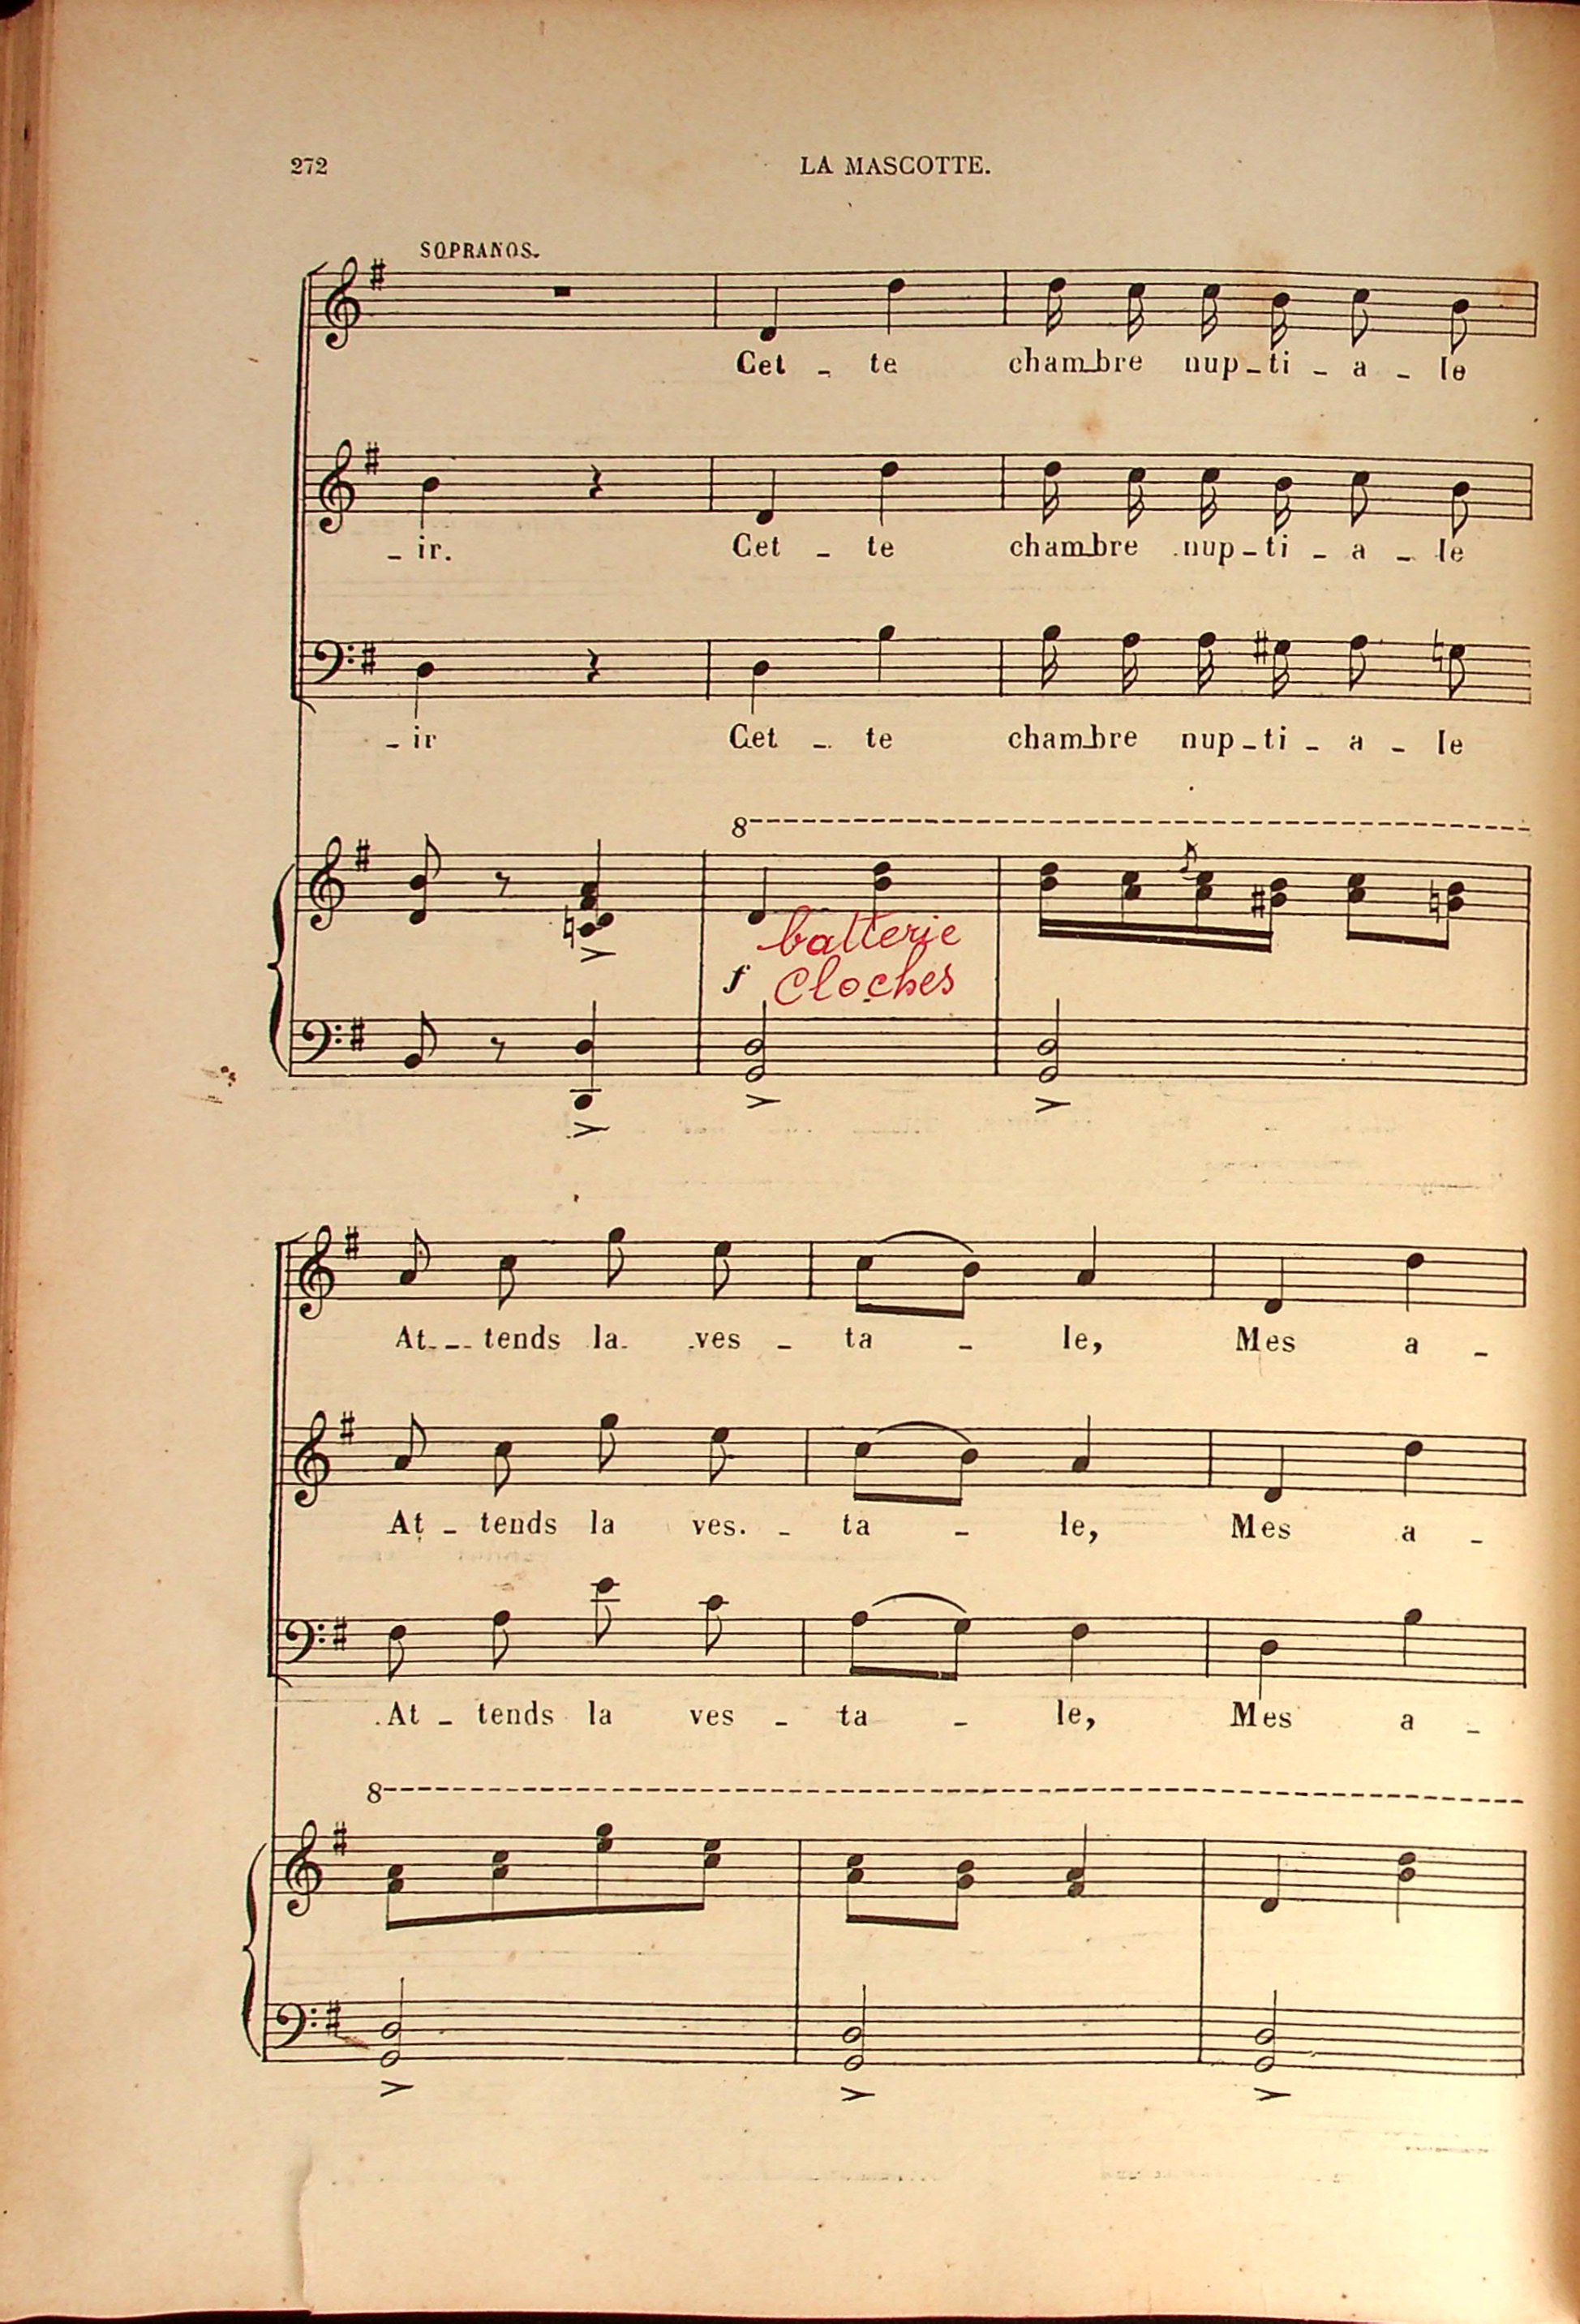 272
LA MASCOTTE.
SOPRANOS.
Cet - te chambre nup - ti - a - le
- ir. Cet - te chambre nup - ti - a - le
- ir Cet - te chambre nup - ti - a - le
8
batterie
f Cloches
At - tends la ves - ta - le, Mes a -
At - tends la ves. - ta - le, Mes a -
At - tends la ves - ta - le, Mes a -
8